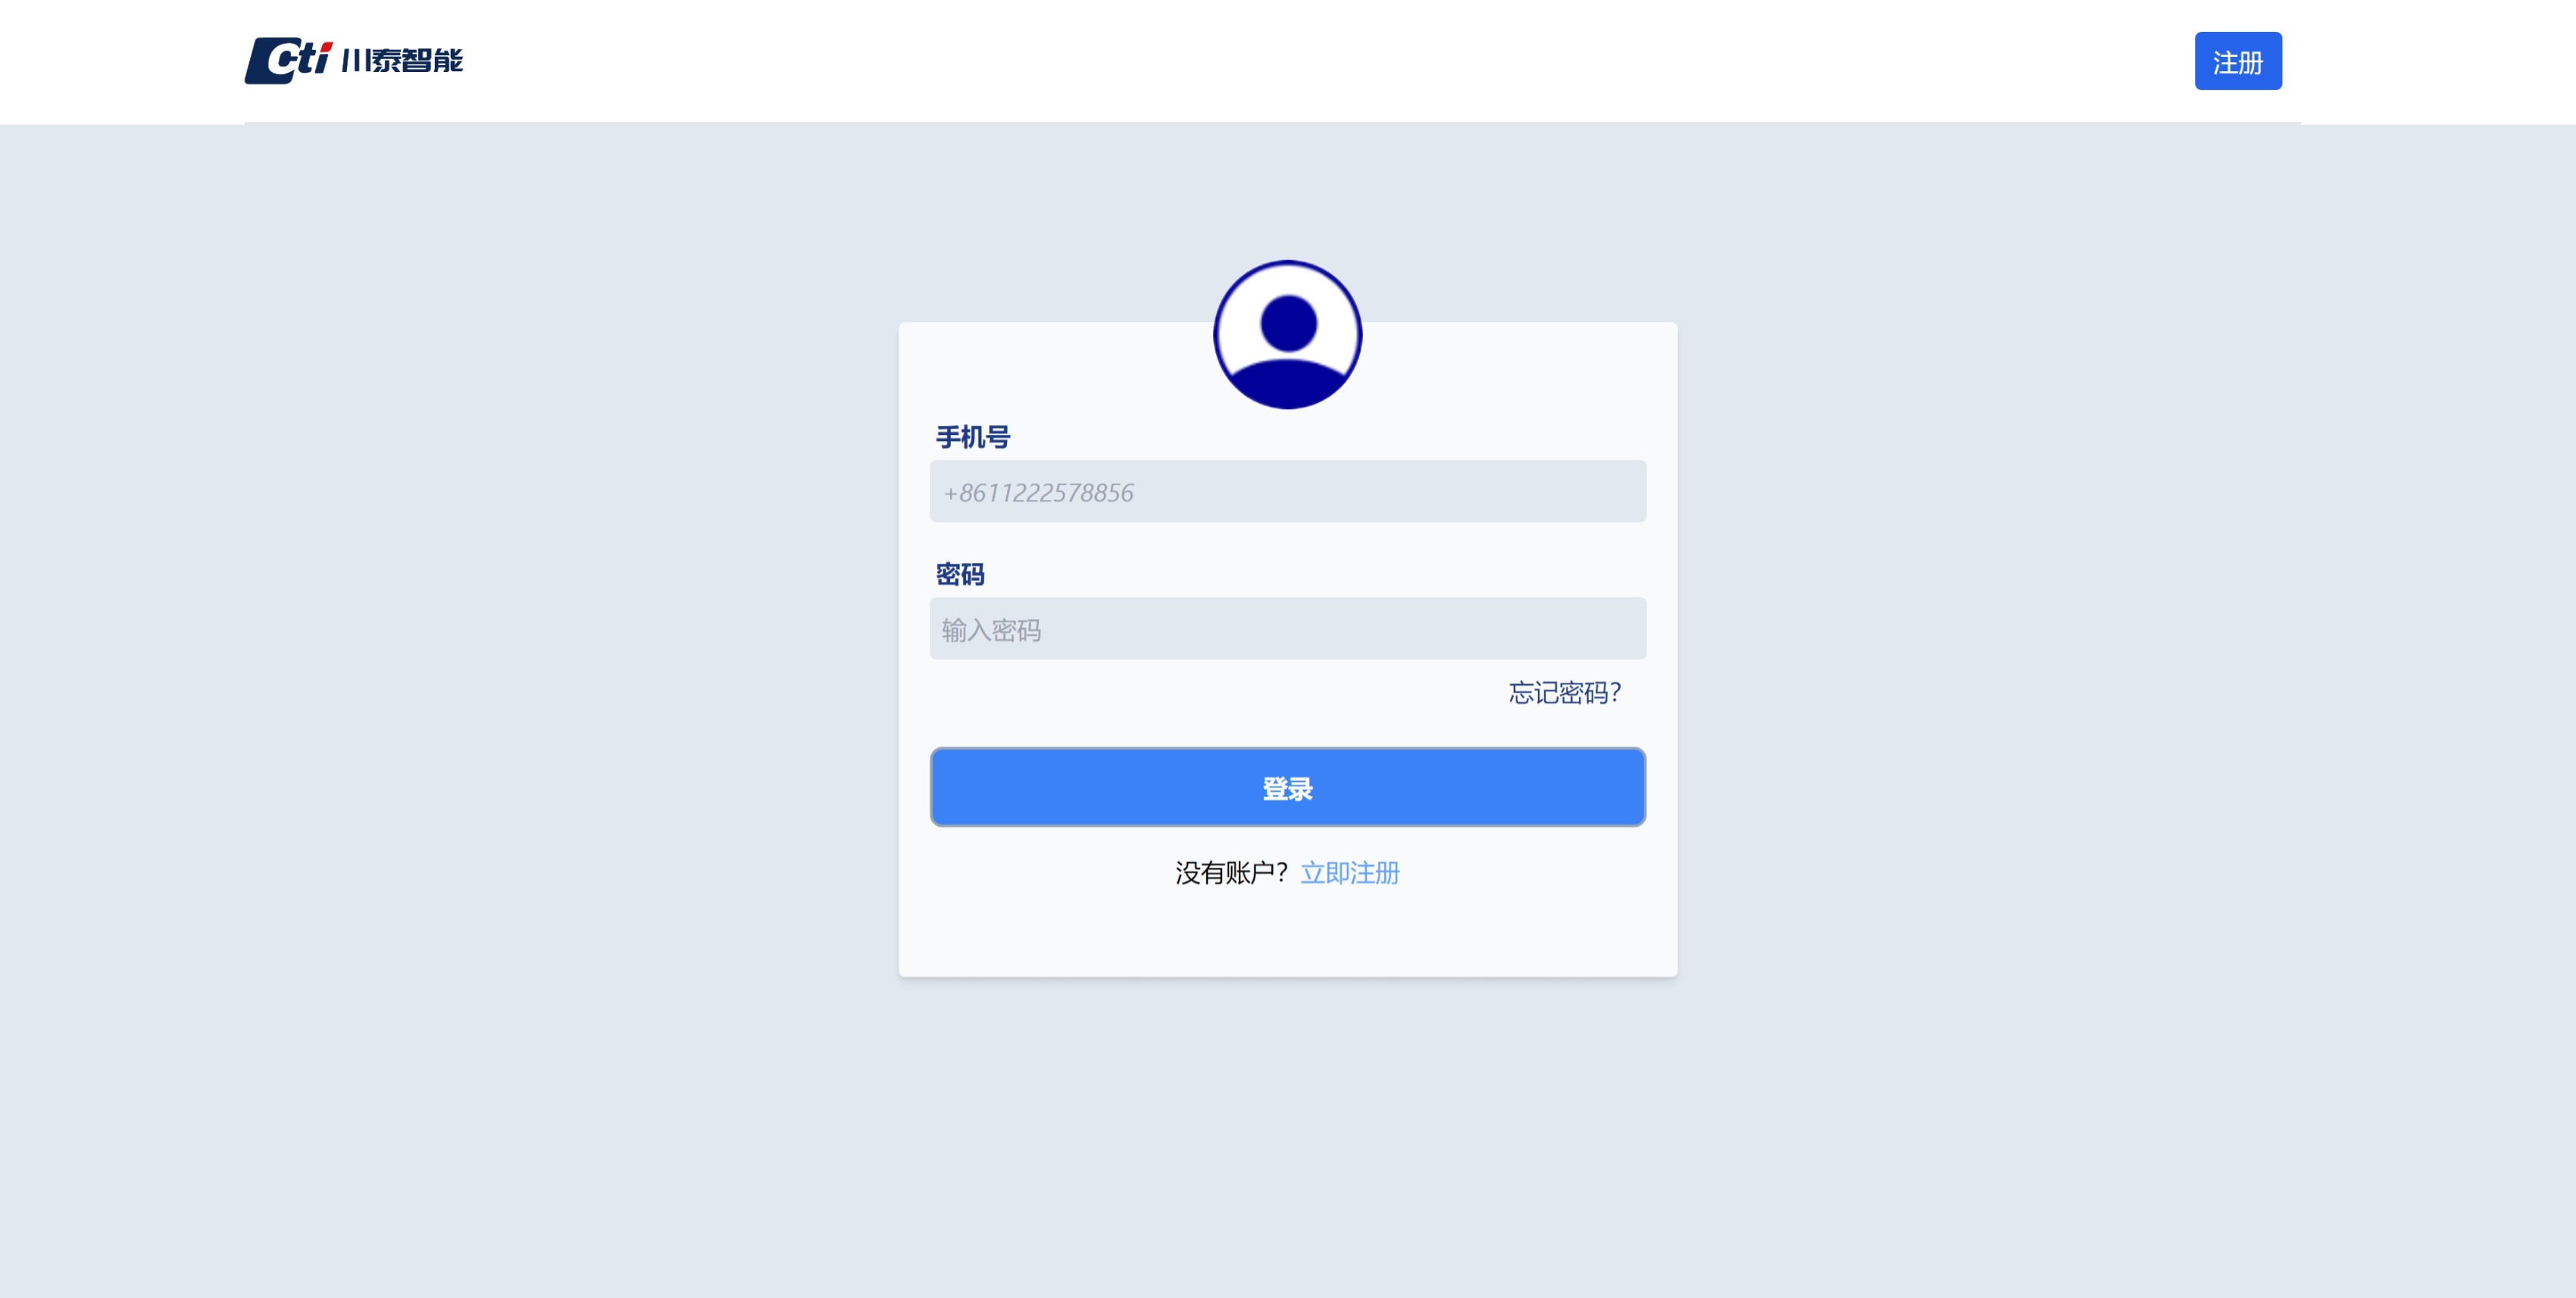 cti 川泰智能
注册
手机号
+8611222578856
密码
输入密码
忘记密码?
登录
没有账户? 立即注册